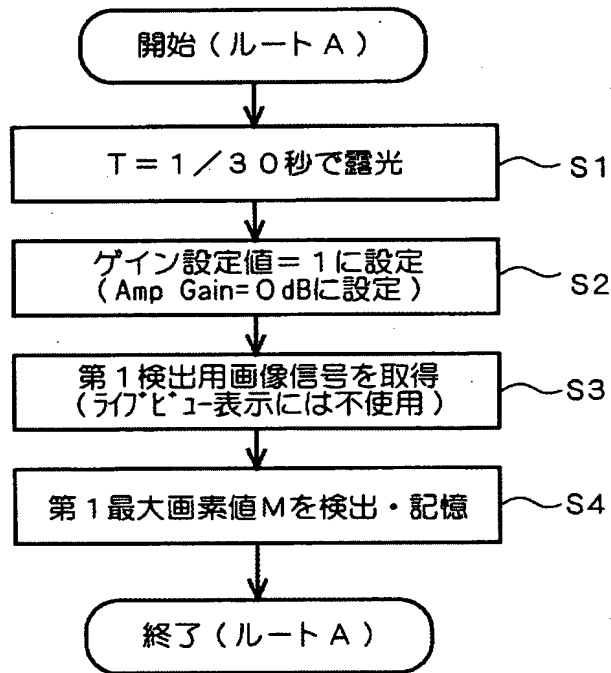 開始（ルートＡ）
Ｔ＝１／３０秒で露光
S1
ゲイン設定値＝１に設定
（Amp Gain=０dBに設定）
S2
第１検出用画像信号を取得
（ﾗｲﾌﾞﾋﾞｭｰ表示には不使用）
S3
第１最大画素値Ｍを検出・記憶
S4
終了（ルートＡ）